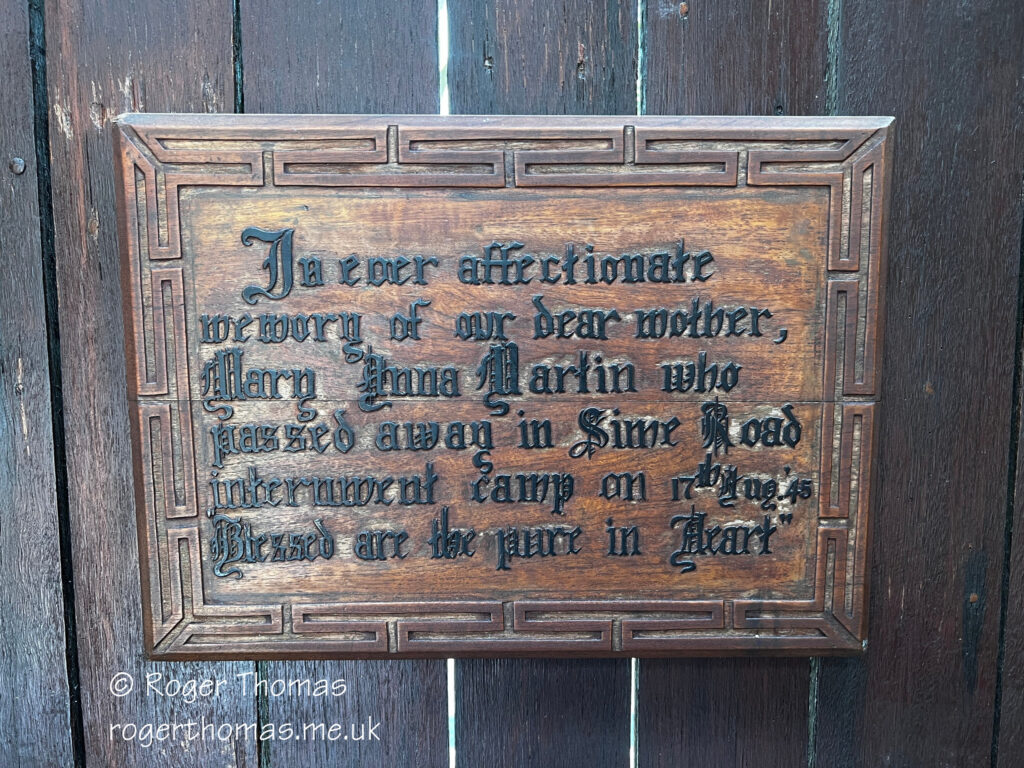 In ever affectionate
memory of our dear mother,
Mary Anna Martin who
passed away in Sime Road
internment camp on 17th Aug. '45
"Blessed are the pure in Heart"
© Roger Thomas
rogerthomas.me.uk